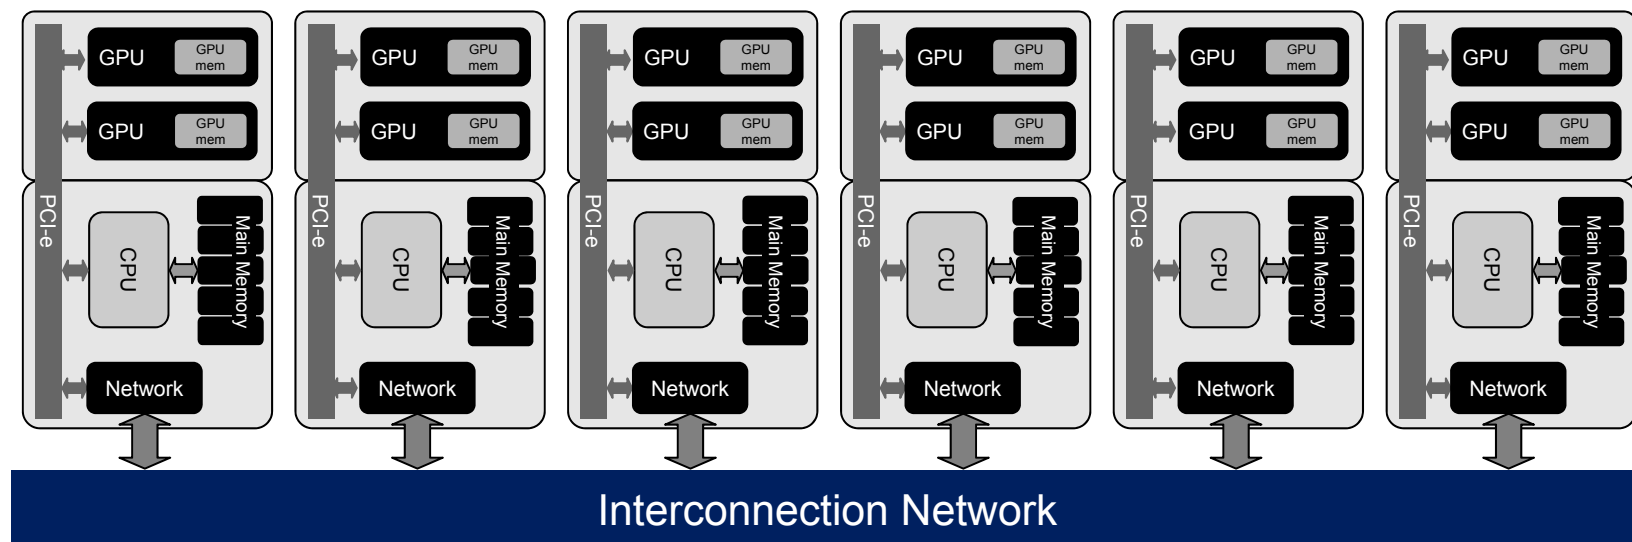 GPU
GPU
mem
GPU
GPU
mem
PCI-e
CPU
Main Memory
Network
GPU
GPU
mem
GPU
GPU
mem
PCI-e
CPU
Main Memory
Network
GPU
GPU
mem
GPU
GPU
mem
PCI-e
CPU
Main Memory
Network
GPU
GPU
mem
GPU
GPU
mem
PCI-e
CPU
Main Memory
Network
GPU
GPU
mem
GPU
GPU
mem
PCI-e
CPU
Main Memory
Network
GPU
GPU
mem
GPU
GPU
mem
PCI-e
CPU
Main Memory
Network
Interconnection Network